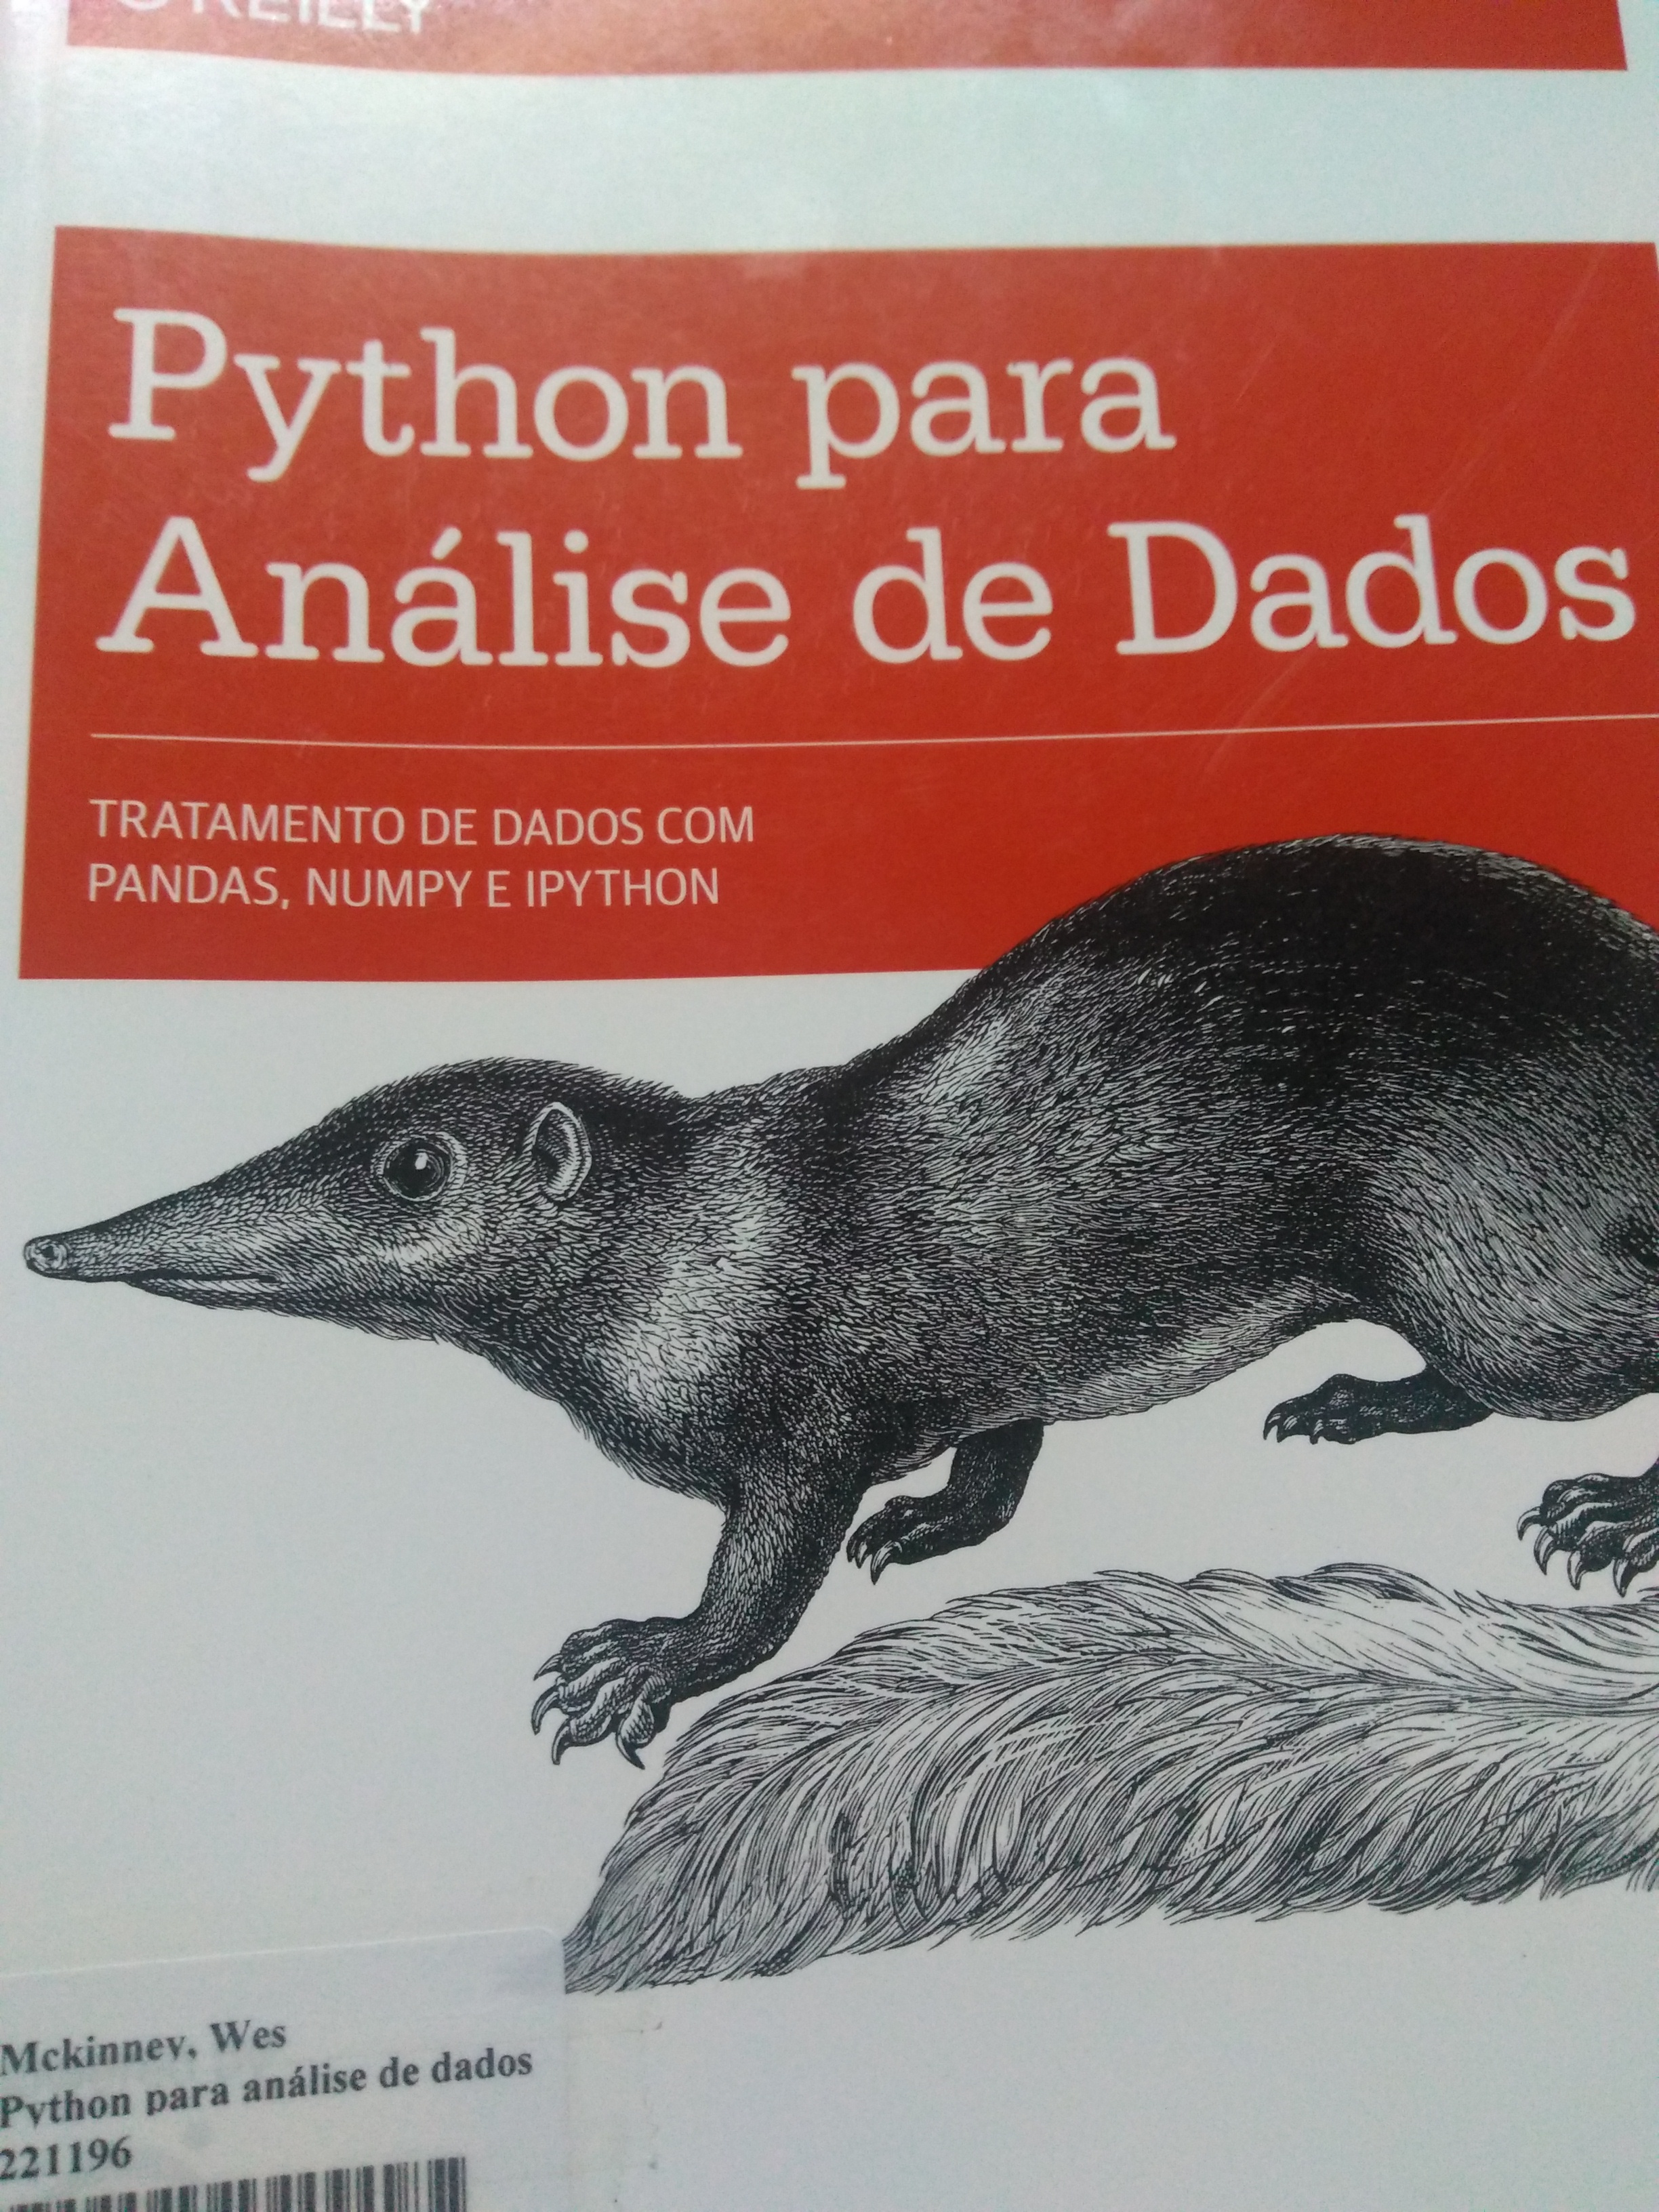 O'REILLY
Python para
Análise de Dados
TRATAMENTO DE DADOS COM
PANDAS, NUMPY E IPYTHON
Mckinney, Wes
Python para análise de dados
221196